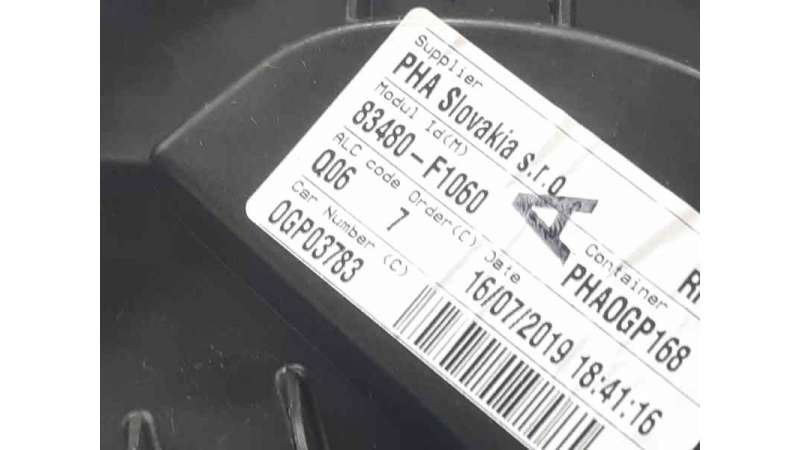 Supplier
PHA Slovakia s.r.o.
Modul Id(M)
83480-F1060
A
ALC code Order(C) Date Container
Q06 7 16/07/2019 18:41:16 PHA0GP168
Car Number (C)
0GP03783